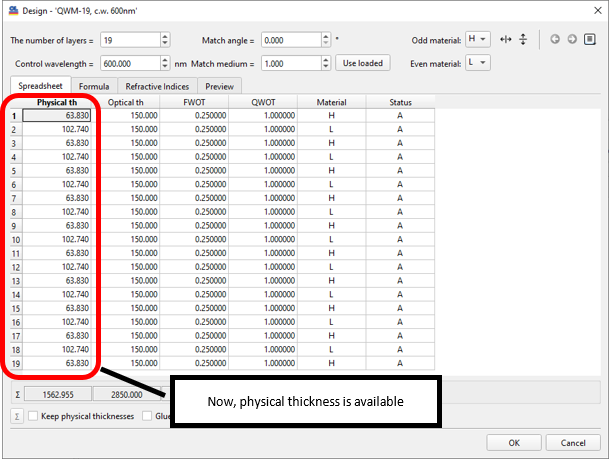 Design - 'QWM-19, c.w. 600nm'
The number of layers = 19 Match angle = 0.000 ° Odd material: H
Control wavelength = 600.000 nm Match medium = 1.000 Use loaded Even material: L
Spreadsheet Formula Refractive Indices Preview
Physical th Optical th FWOT QWOT Material Status
1 63.830 150.000 0.250000 1.000000 H A
2 102.740 150.000 0.250000 1.000000 L A
3 63.830 150.000 0.250000 1.000000 H A
4 102.740 150.000 0.250000 1.000000 L A
5 63.830 150.000 0.250000 1.000000 H A
6 102.740 150.000 0.250000 1.000000 L A
7 63.830 150.000 0.250000 1.000000 H A
8 102.740 150.000 0.250000 1.000000 L A
9 63.830 150.000 0.250000 1.000000 H A
10 102.740 150.000 0.250000 1.000000 L A
11 63.830 150.000 0.250000 1.000000 H A
12 102.740 150.000 0.250000 1.000000 L A
13 63.830 150.000 0.250000 1.000000 H A
14 102.740 150.000 0.250000 1.000000 L A
15 63.830 150.000 0.250000 1.000000 H A
16 102.740 150.000 0.250000 1.000000 L A
17 63.830 150.000 0.250000 1.000000 H A
18 102.740 150.000 0.250000 1.000000 L A
19 63.830 150.000 0.250000 1.000000 H A
Σ 1562.955 2850.000
Now, physical thickness is available
Σ Keep physical thicknesses
OK Cancel